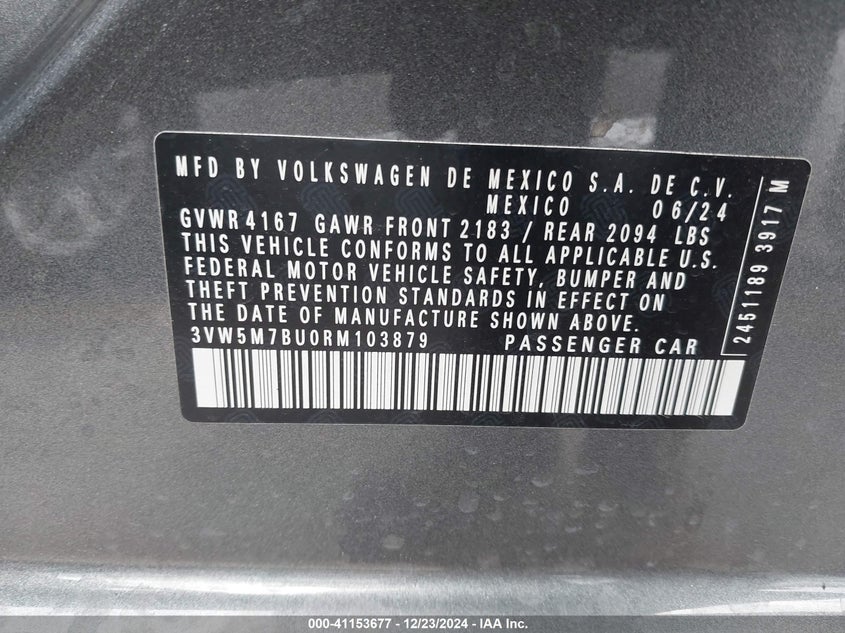 MFD BY VOLKSWAGEN DE MEXICO S.A. DE C.V.
MEXICO 06/24
GVWR 4167 GAWR FRONT 2183 / REAR 2094 LBS
THIS VEHICLE CONFORMS TO ALL APPLICABLE U.S.
FEDERAL MOTOR VEHICLE SAFETY, BUMPER AND
THEFT PREVENTION STANDARDS IN EFFECT ON
THE DATE OF MANUFACTURE SHOWN ABOVE.
3VW5M7BU0RM103879 PASSENGER CAR
2451189 3917 M
000-41153677 - 12/23/2024 - IAA Inc.